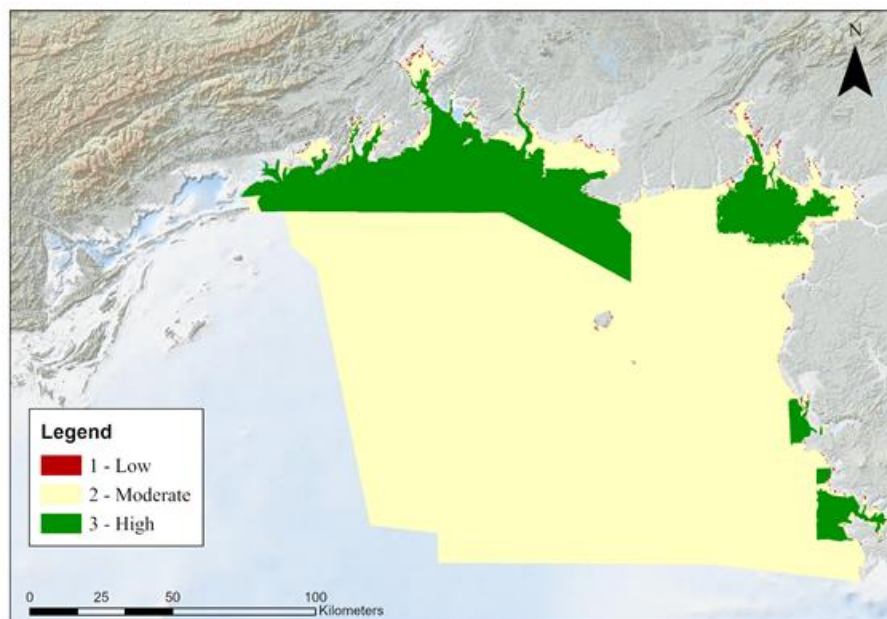 N
Legend
1 - Low
2 - Moderate
3 - High
0 25 50 100
Kilometers